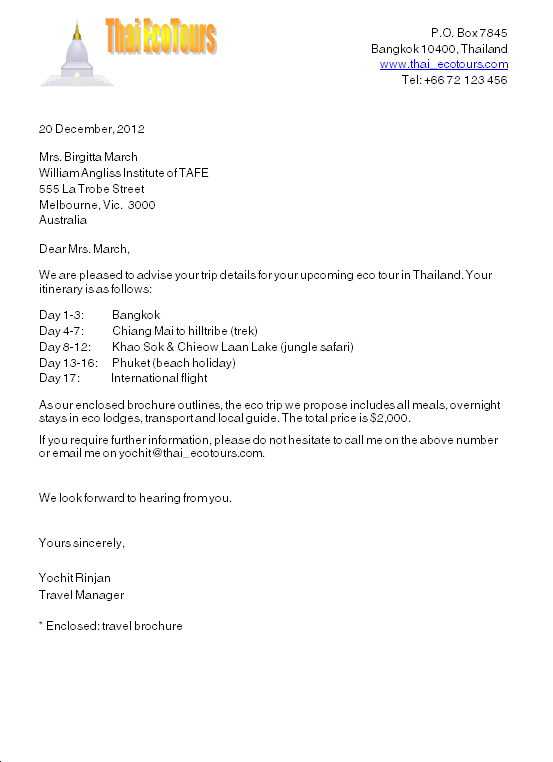 Thai EcoTours
P.O. Box 7845
Bangkok 10400, Thailand
www.thai_ecotours.com
Tel: +66 72 123 456
20 December, 2012
Mrs. Birgitta March
William Angliss Institute of TAFE
555 La Trobe Street
Melbourne, Vic. 3000
Australia
Dear Mrs. March,
We are pleased to advise your trip details for your upcoming eco tour in Thailand. Your
itinerary is as follows:
Day 1-3: Bangkok
Day 4-7: Chiang Mai to hilltribe (trek)
Day 8-12: Khao Sok & Chieow Laan Lake (jungle safari)
Day 13-16: Phuket (beach holiday)
Day 17: International flight
As our enclosed brochure outlines, the eco trip we propose includes all meals, overnight
stays in eco lodges, transport and local guide. The total price is $2,000.
If you require further information, please do not hesitate to call me on the above number
or email me on yochit@thai_ecotours.com.
We look forward to hearing from you.
Yours sincerely,
Yochit Rinjan
Travel Manager
* Enclosed: travel brochure